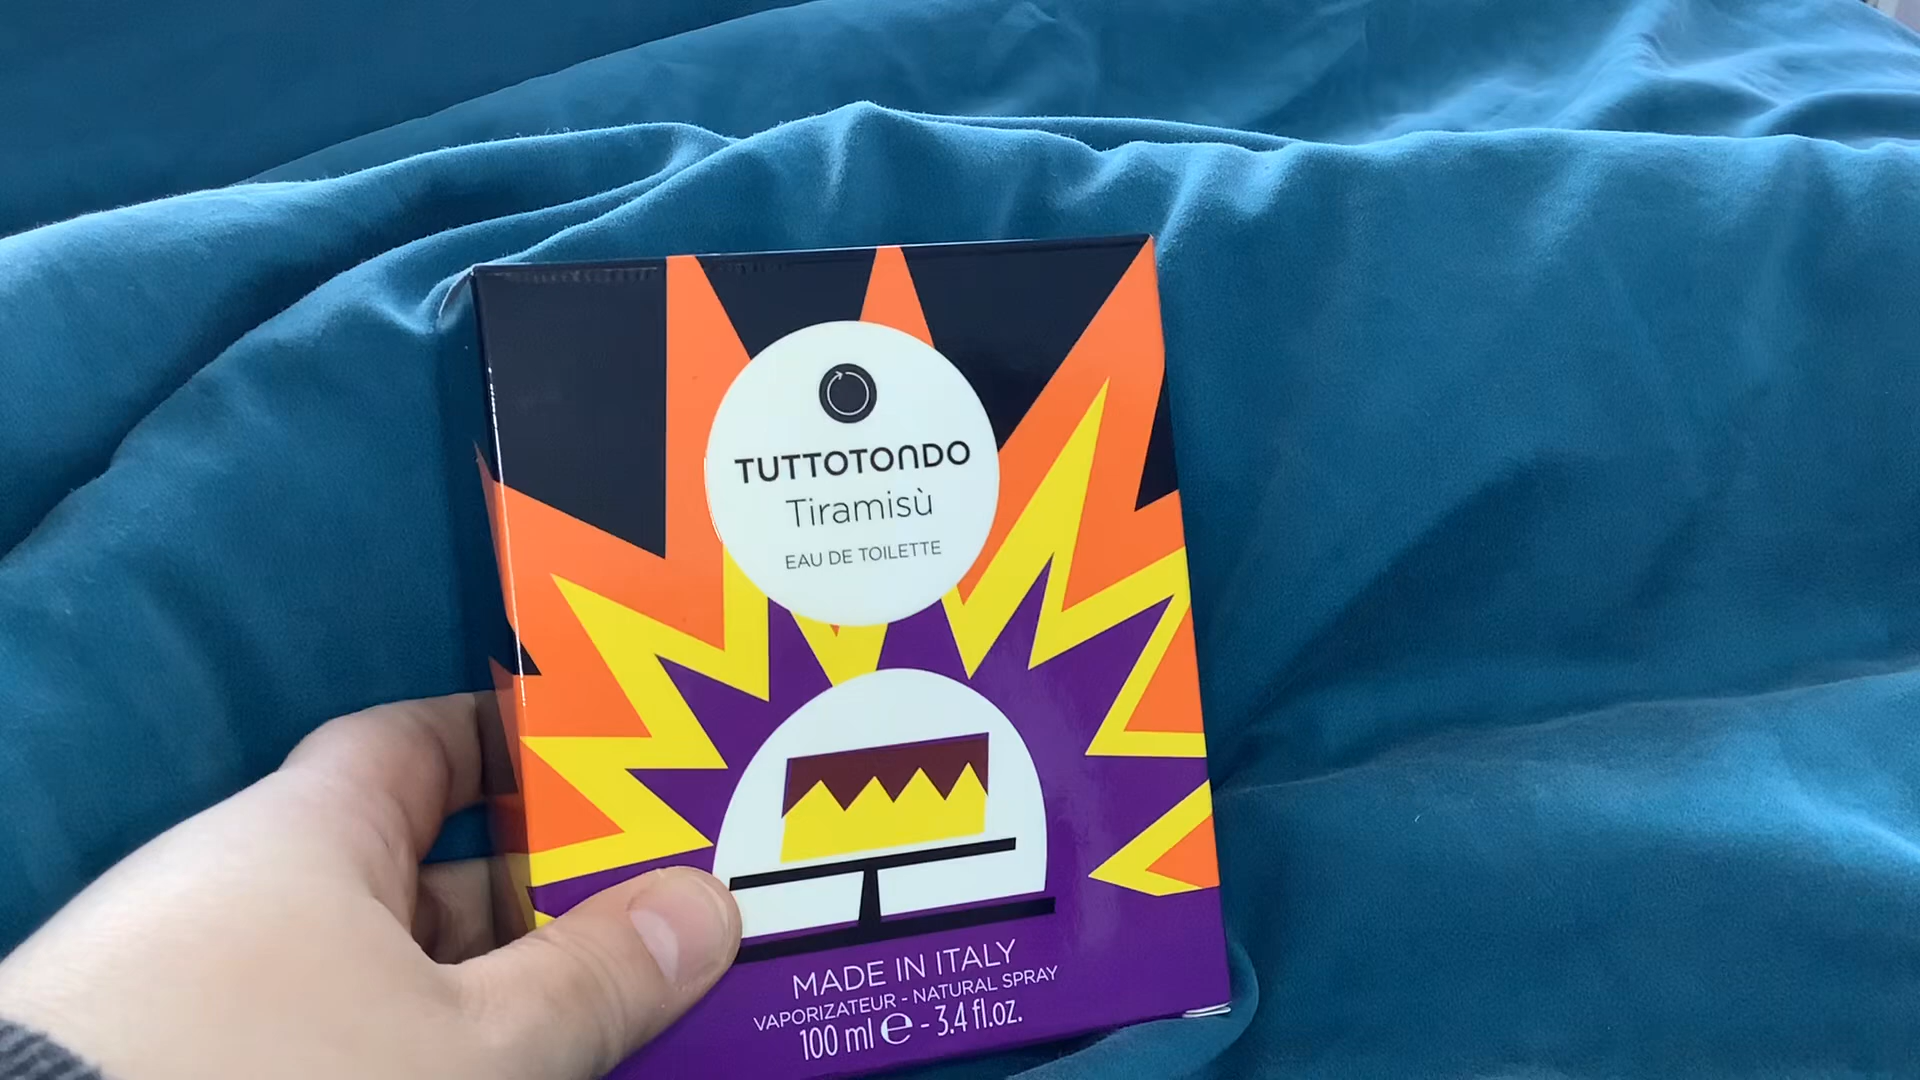 TUTTOTONDO
Tiramisù
EAU DE TOILETTE
MADE IN ITALY
VAPORIZATEUR - NATURAL SPRAY
100 ml ℮ - 3.4 fl.oz.